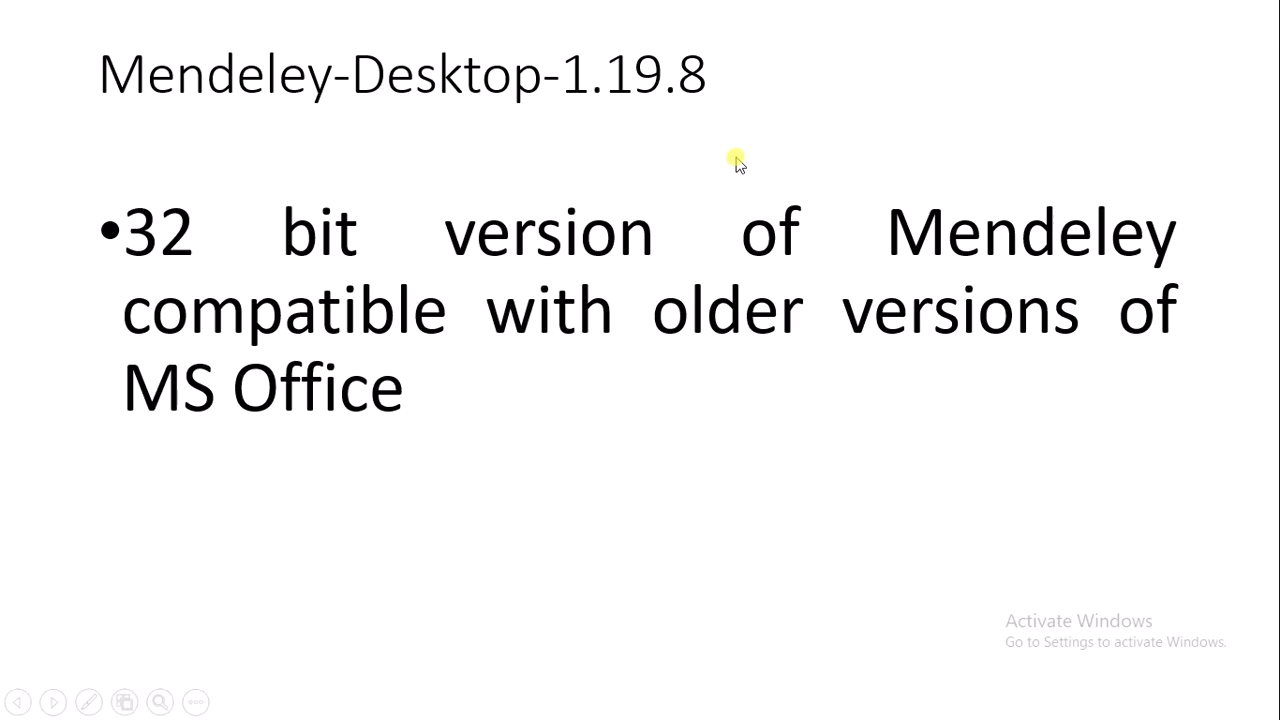 Mendeley-Desktop-1.19.8
•32 bit version of Mendeley
compatible with older versions of
MS Office
Activate Windows
Go to Settings to activate Windows.